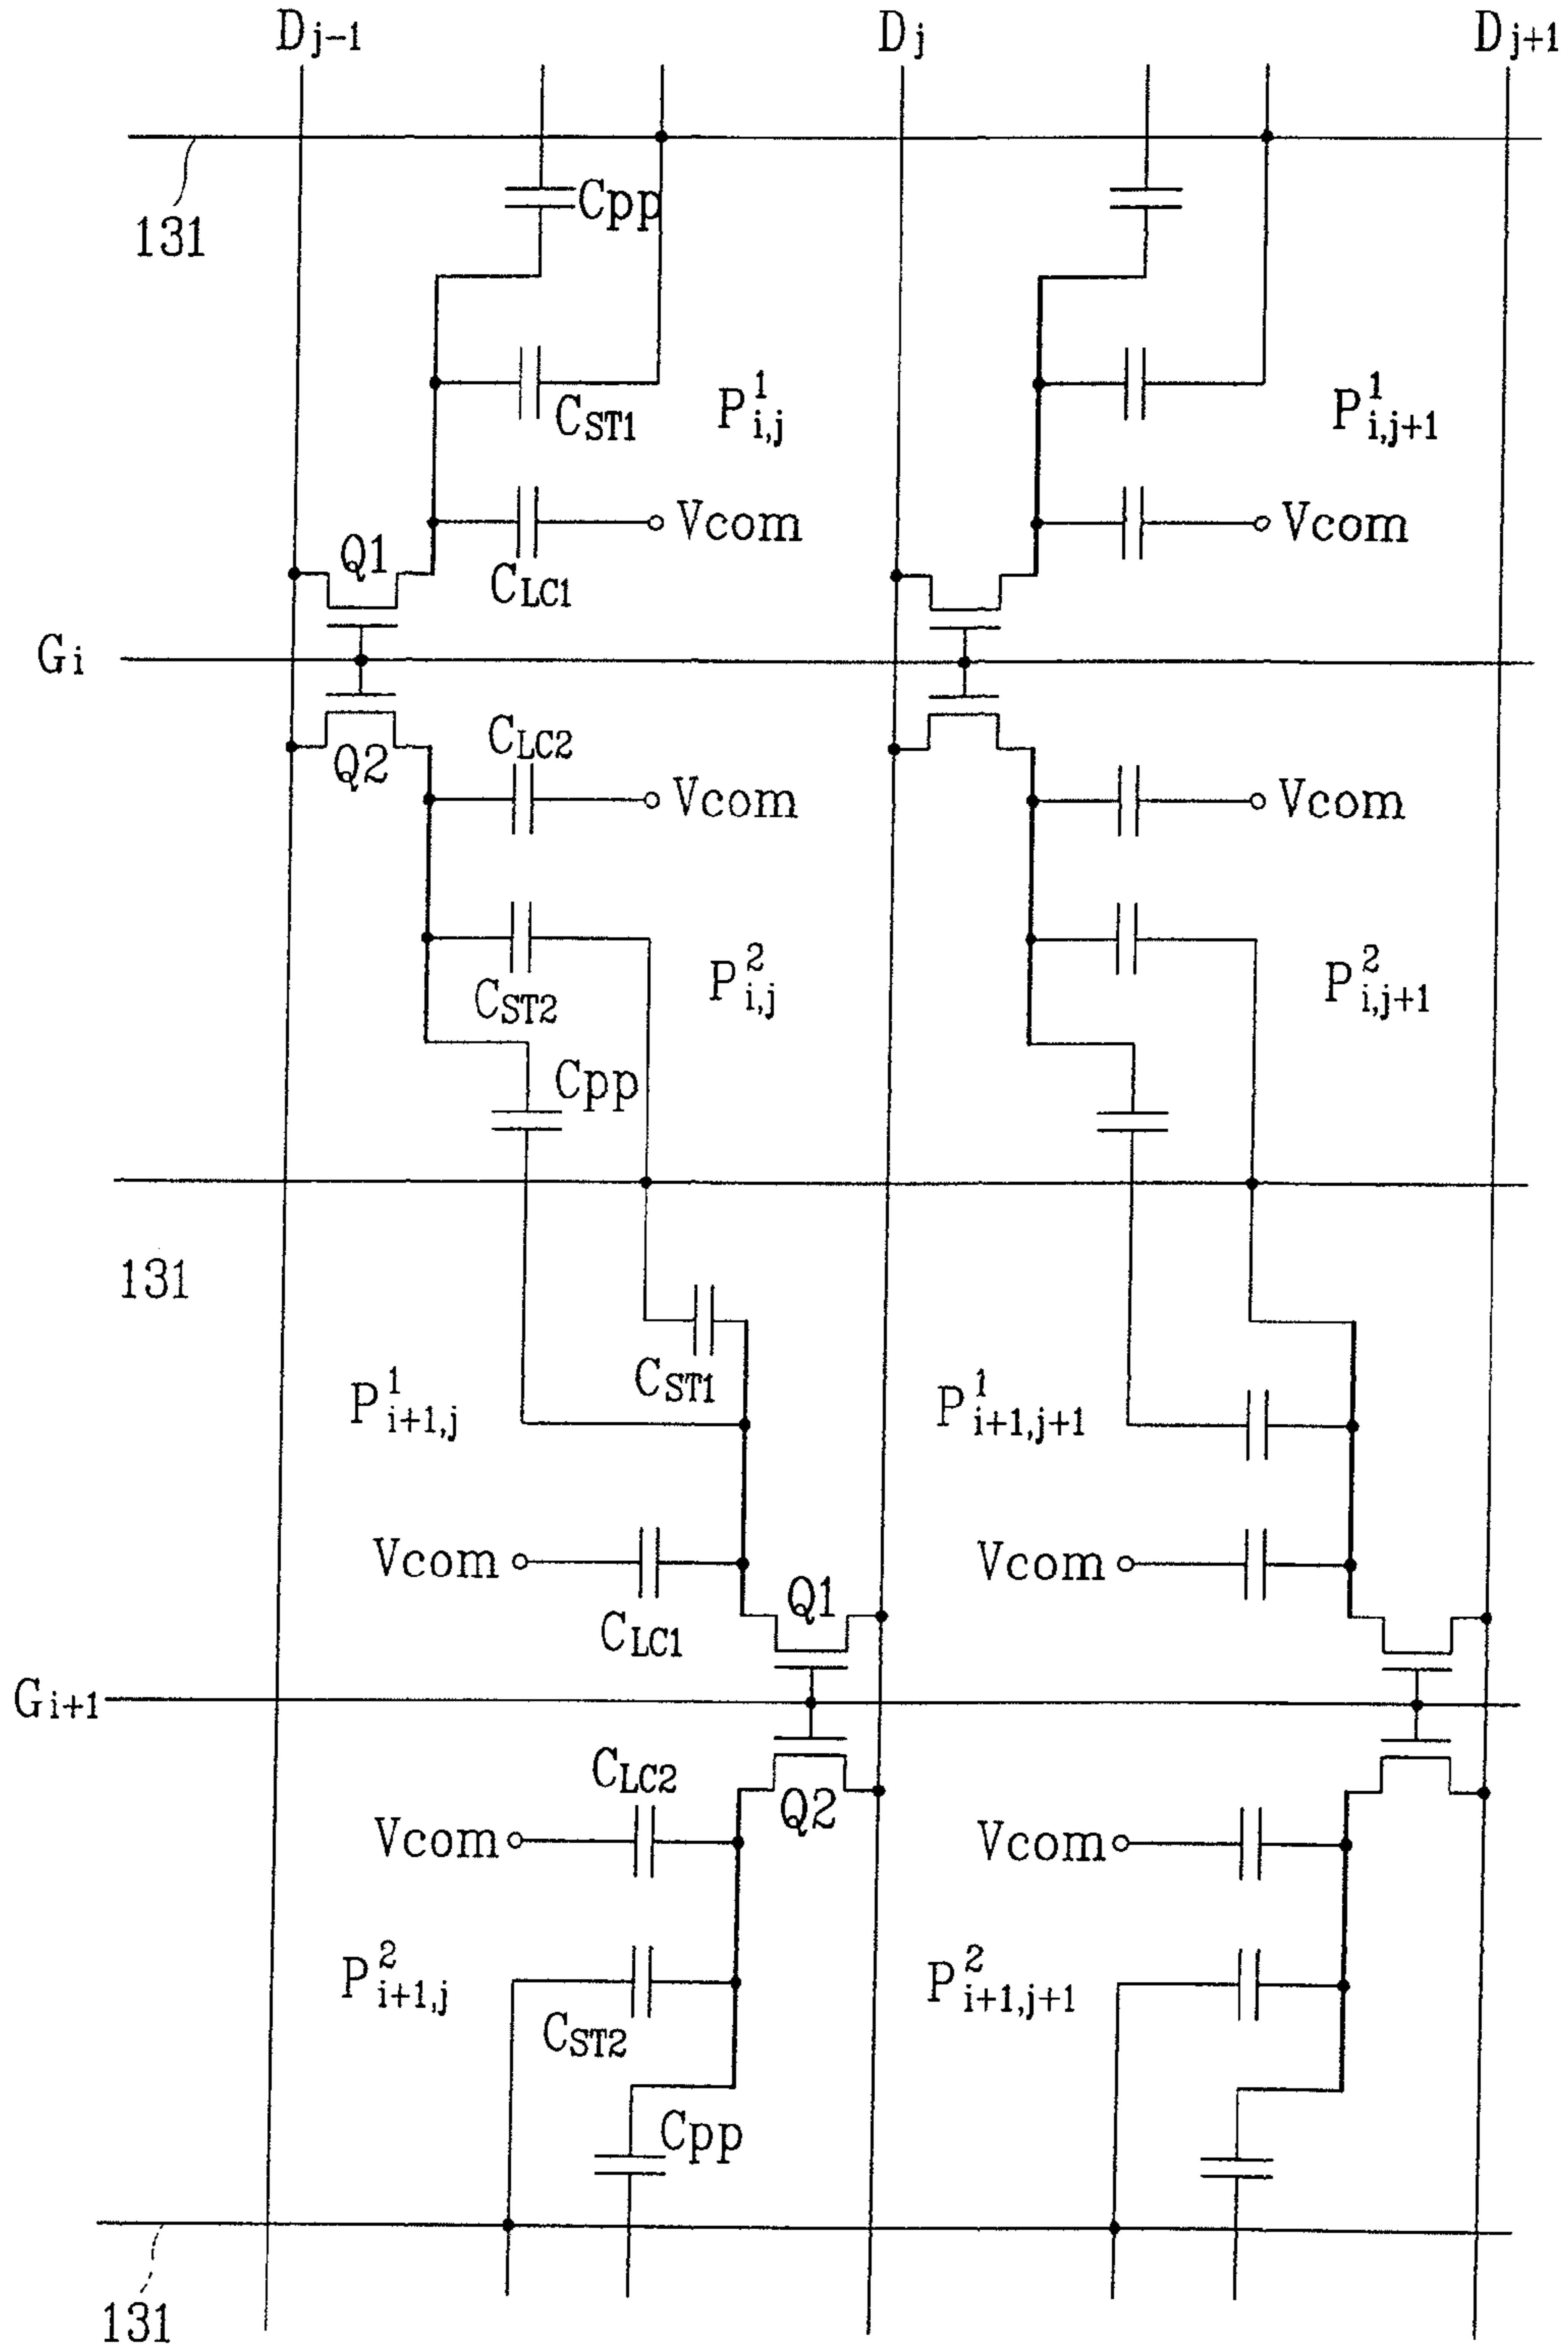 Dj-1 Dj Dj+1
131
Cpp
CST1
P1i,j
P1i,j+1
Vcom
Vcom
Q1
CLC1
Gi
Q2
CLC2
Vcom
Vcom
CST2
P2i,j
P2i,j+1
Cpp
131
CST1
P1i+1,j
P1i+1,j+1
Vcom
Vcom
Q1
CLC1
Gi+1
CLC2
Q2
Vcom
Vcom
P2i+1,j
P2i+1,j+1
CST2
Cpp
131